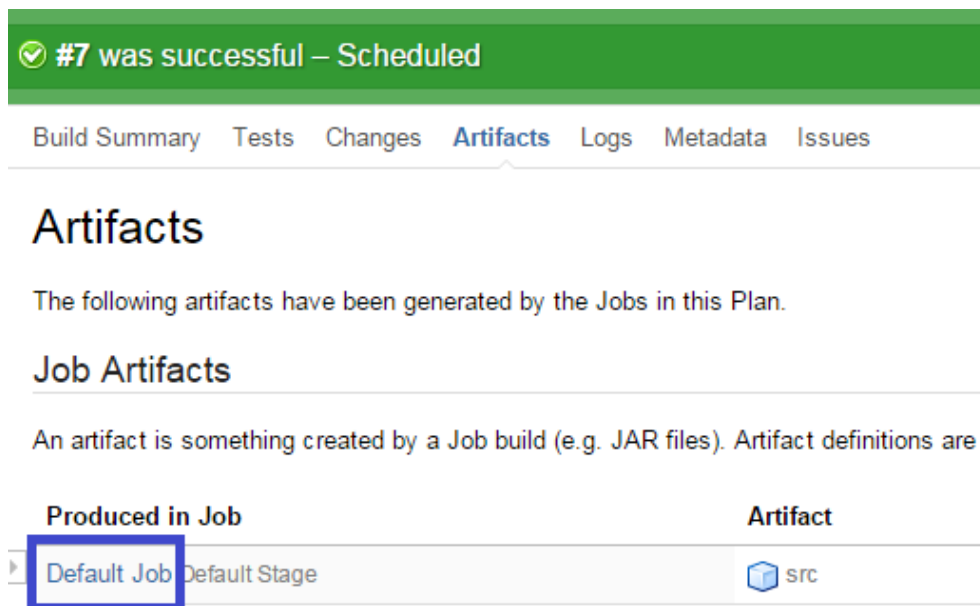 #7 was successful – Scheduled
Build Summary Tests Changes Artifacts Logs Metadata Issues
Artifacts
The following artifacts have been generated by the Jobs in this Plan.
Job Artifacts
An artifact is something created by a Job build (e.g. JAR files). Artifact definitions are
Produced in Job Artifact
Default Job Default Stage src